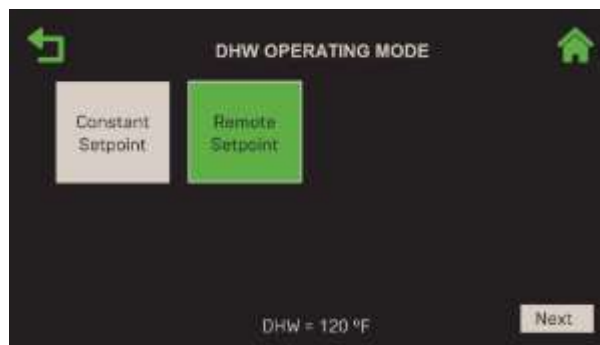 DHW OPERATING MODE
Constant
Setpoint
Remote
Setpoint
DHW = 120 °F
Next